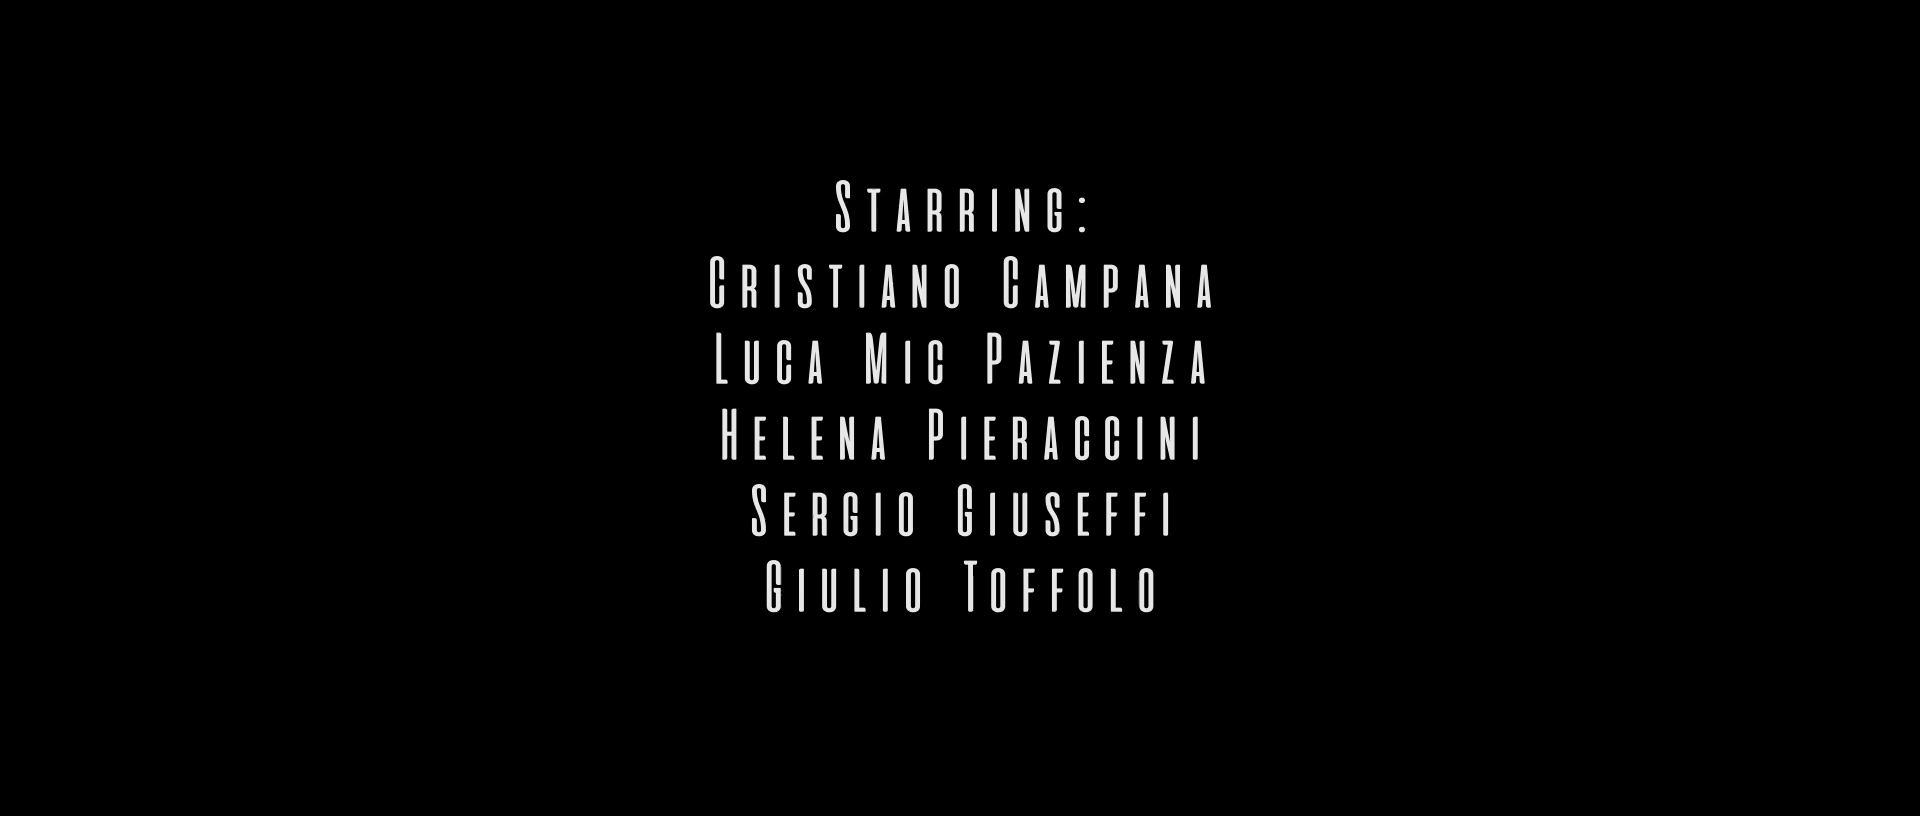 Starring:
Cristiano Campana
Luca Mic Pazienza
Helena Pieraccini
Sergio Giuseffi
Giulio Toffolo